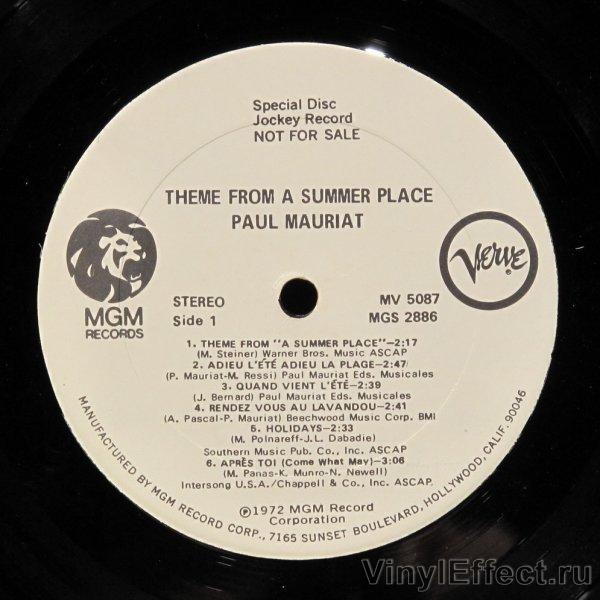 Special Disc
Jockey Record
NOT FOR SALE
THEME FROM A SUMMER PLACE
PAUL MAURIAT
MGM
RECORDS
VERVE
STEREO
MV 5087
Side 1
MGS 2886
1. THEME FROM "A SUMMER PLACE"—2:17
(M. Steiner) Warner Bros. Music ASCAP
2. ADIEU L'ÉTÉ ADIEU LA PLAGE—2:47
(P. Mauriat-M. Ressi) Paul Mauriat Eds. Musicales
3. QUAND VIENT L'ÉTÉ—2:39
(J. Bernard) Paul Mauriat Eds. Musicales
4. RENDEZ VOUS AU LAVANDOU—2:41
(A. Pascal-P. Mauriat) Beechwood Music Corp. BMI
5. HOLIDAYS—2:33
(M. Polnareff-J.L. Dabadie)
Southern Music Pub. Co., Inc. ASCAP
6. APRÈS TOI (Come What May)—3:06
(M. Panas-K. Munro-N. Newell)
Intersong U.S.A./Chappell & Co., Inc. ASCAP.
℗1972 MGM Record
Corporation
MANUFACTURED BY MGM RECORD CORP., 7165 SUNSET BOULEVARD, HOLLYWOOD, CALIF. 90046
VinylEffect.ru